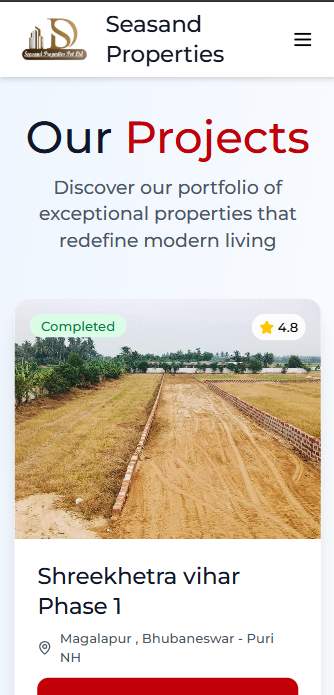 Seasand Properties Pvt Ltd
Seasand
Properties
Our Projects
Discover our portfolio of
exceptional properties that
redefine modern living
Completed
4.8
Shreekhetra vihar
Phase 1
Magalapur , Bhubaneswar - Puri
NH